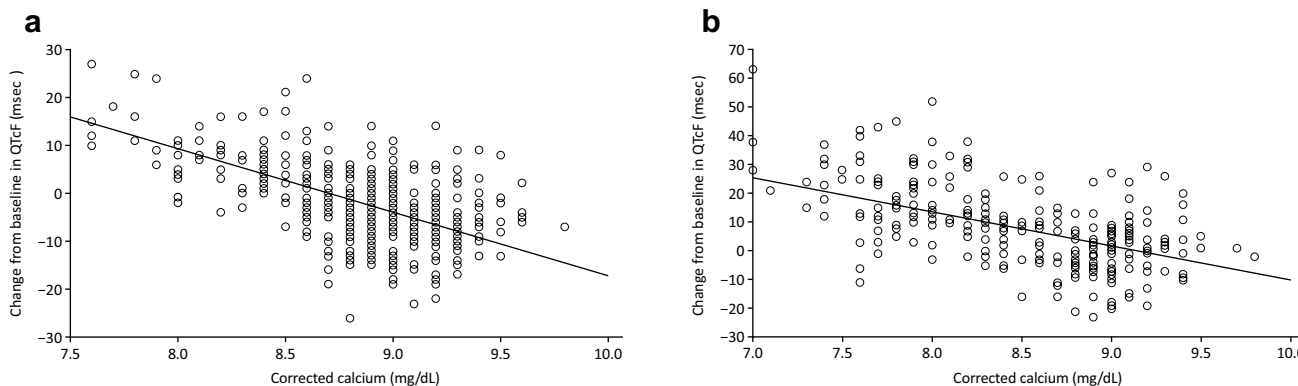 a
30
20
10
0
−10
−20
−30
7.5 8.0 8.5 9.0 9.5 10.0
Change from baseline in QTcF (msec )
Corrected calcium (mg/dL)
b
70
60
50
40
30
20
10
0
−10
−20
−30
7.0 7.5 8.0 8.5 9.0 9.5 10.0
Change from baseline in QTcF (msec)
Corrected calcium (mg/dL)